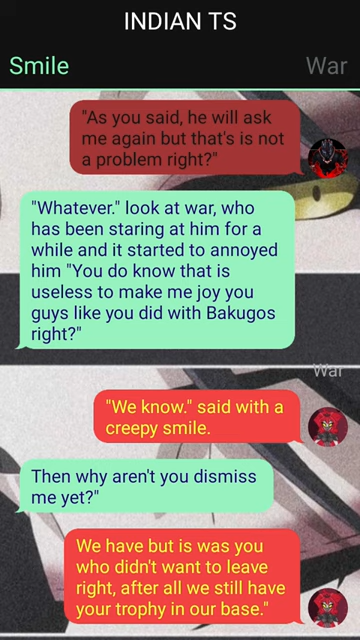 INDIAN TS
Smile
War
"As you said, he will ask
me again but that's is not
a problem right?"
"Whatever." look at war, who
has been staring at him for a
while and it started to annoyed
him "You do know that is
useless to make me joy you
guys like you did with Bakugos
right?"
War
"We know." said with a
creepy smile.
Then why aren't you dismiss
me yet?"
We have but is was you
who didn't want to leave
right, after all we still have
your trophy in our base."